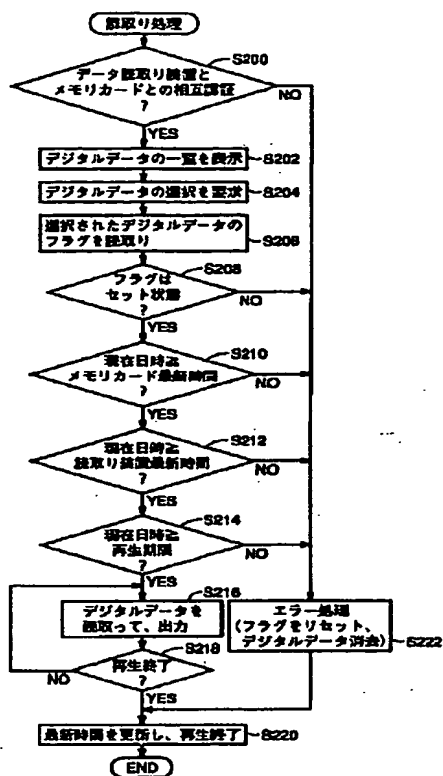 読取り処理
S200
データ読取り装置と
メモリカードとの相互認証
?
NO
YES
デジタルデータの一覧を表示
S202
デジタルデータの選択を要求
S204
選択されたデジタルデータの
フラグを読取り
S206
S208
フラグは
セット状態
?
NO
YES
S210
現在日時≧
メモリカード最新時間
?
NO
YES
S212
現在日時≧
読取り装置最新時間
?
NO
YES
S214
現在日時≧
再生期限
?
NO
YES
S216
デジタルデータを
読取って、出力
エラー処理
(フラグをリセット、
デジタルデータ消去)
S222
S218
再生終了
?
NO
YES
最新時間を更新し、再生終了
S220
END